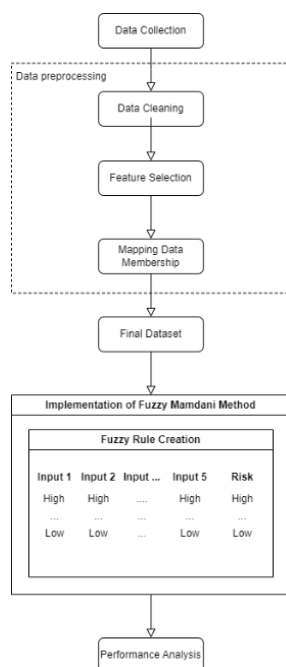 Data Collection
Data preprocessing
Data Cleaning
Feature Selection
Mapping Data
Membership
Final Dataset
Implementation of Fuzzy Mamdani Method
Fuzzy Rule Creation
Input 1 Input 2 Input ... Input 5 Risk
High High .... High High
... ... ... ... ...
Low Low ... Low Low
Performance Analysis